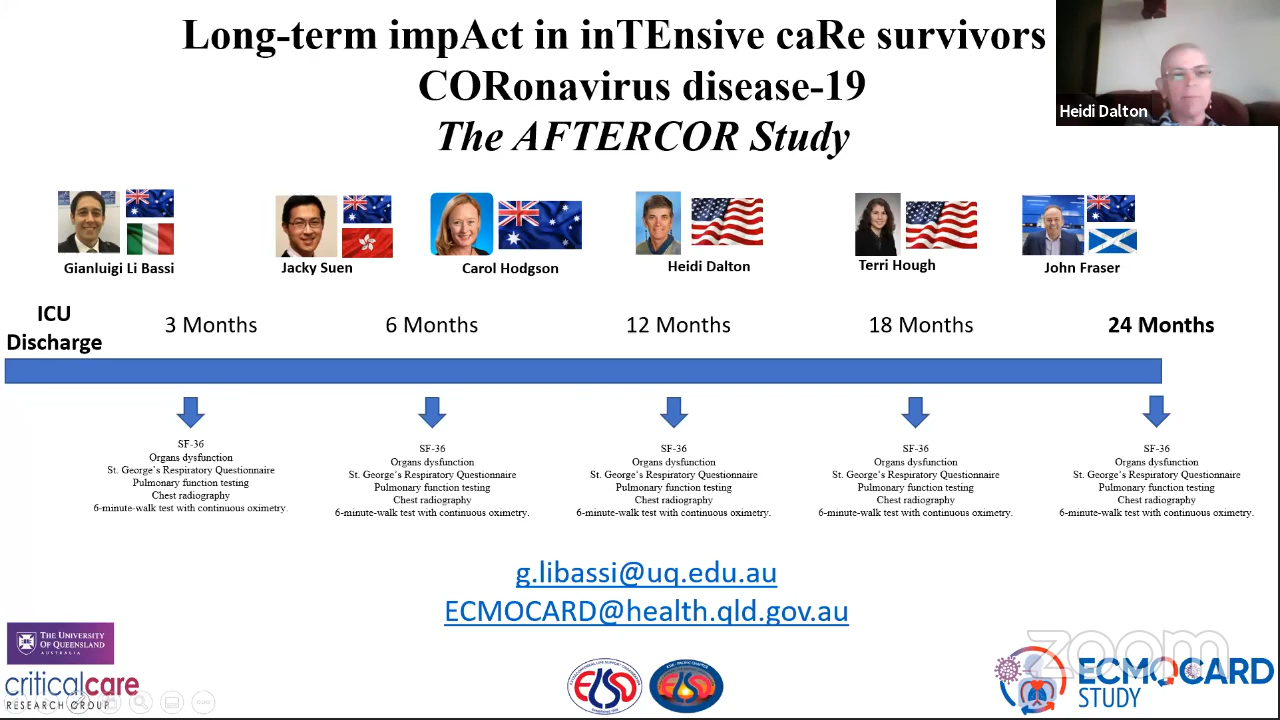 Long-term impAct in inTEnsive caRe survivors
CORonavirus disease-19
The AFTERCOR Study
Heidi Dalton
Gianluigi Li Bassi
Jacky Suen
Carol Hodgson
Heidi Dalton
Terri Hough
John Fraser
ICU
Discharge
3 Months
6 Months
12 Months
18 Months
24 Months
SF-36
Organs dysfunction
St. George's Respiratory Questionnaire
Pulmonary function testing
Chest radiography
6-minute-walk test with continuous oximetry.
SF-36
Organs dysfunction
St. George's Respiratory Questionnaire
Pulmonary function testing
Chest radiography
6-minute-walk test with continuous oximetry.
SF-36
Organs dysfunction
St. George's Respiratory Questionnaire
Pulmonary function testing
Chest radiography
6-minute-walk test with continuous oximetry.
SF-36
Organs dysfunction
St. George's Respiratory Questionnaire
Pulmonary function testing
Chest radiography
6-minute-walk test with continuous oximetry.
SF-36
Organs dysfunction
St. George's Respiratory Questionnaire
Pulmonary function testing
Chest radiography
6-minute-walk test with continuous oximetry.
g.libassi@uq.edu.au
ECMOCARD@health.qld.gov.au
THE UNIVERSITY
OF QUEENSLAND
AUSTRALIA
criticalcare
RESEARCH GROUP
ELSO
zoom
ECMOCARD
STUDY